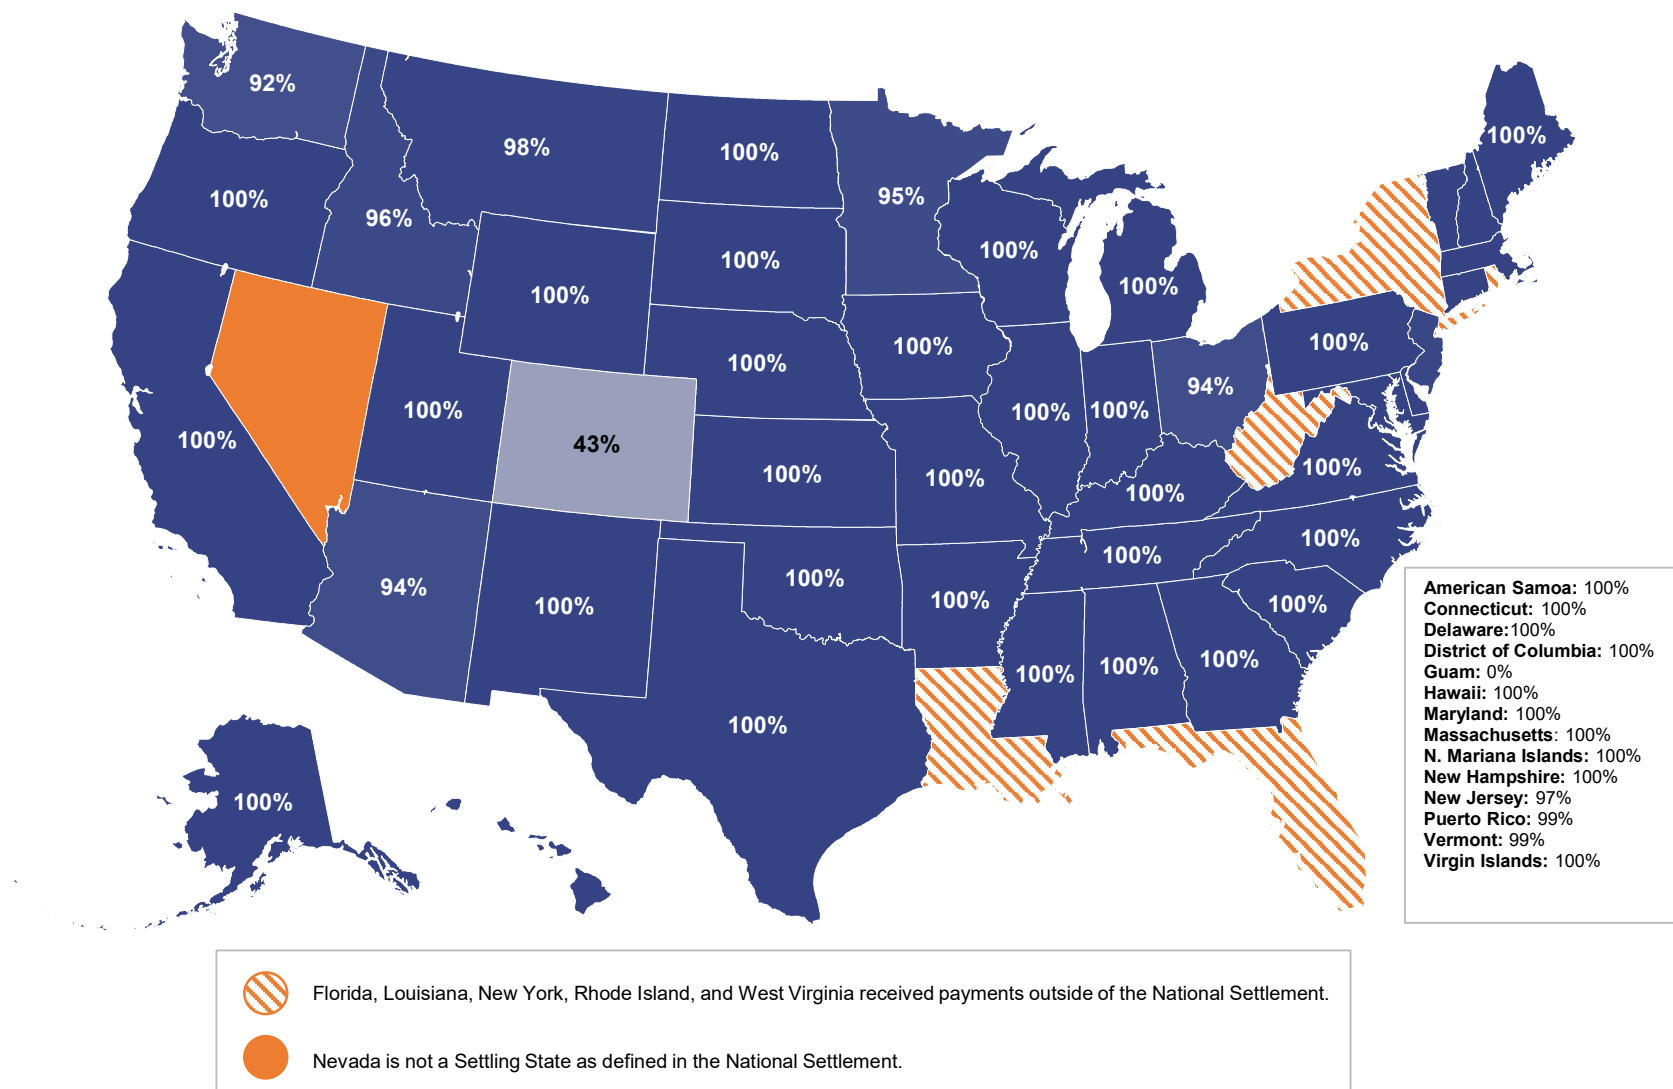 92%
98%
100%
95%
100%
100%
96%
100%
100%
100%
100%
100%
100%
100%
100%
94%
100%
100%
100%
100%
43%
100%
100%
100%
100%
100%
100%
100%
100%
94%
100%
100%
100%
100%
100%
100%
100%
100%
100%
American Samoa: 100%
Connecticut: 100%
Delaware:100%
District of Columbia: 100%
Guam: 0%
Hawaii: 100%
Maryland: 100%
Massachusetts: 100%
N. Mariana Islands: 100%
New Hampshire: 100%
New Jersey: 97%
Puerto Rico: 99%
Vermont: 99%
Virgin Islands: 100%
Florida, Louisiana, New York, Rhode Island, and West Virginia received payments outside of the National Settlement.
Nevada is not a Settling State as defined in the National Settlement.